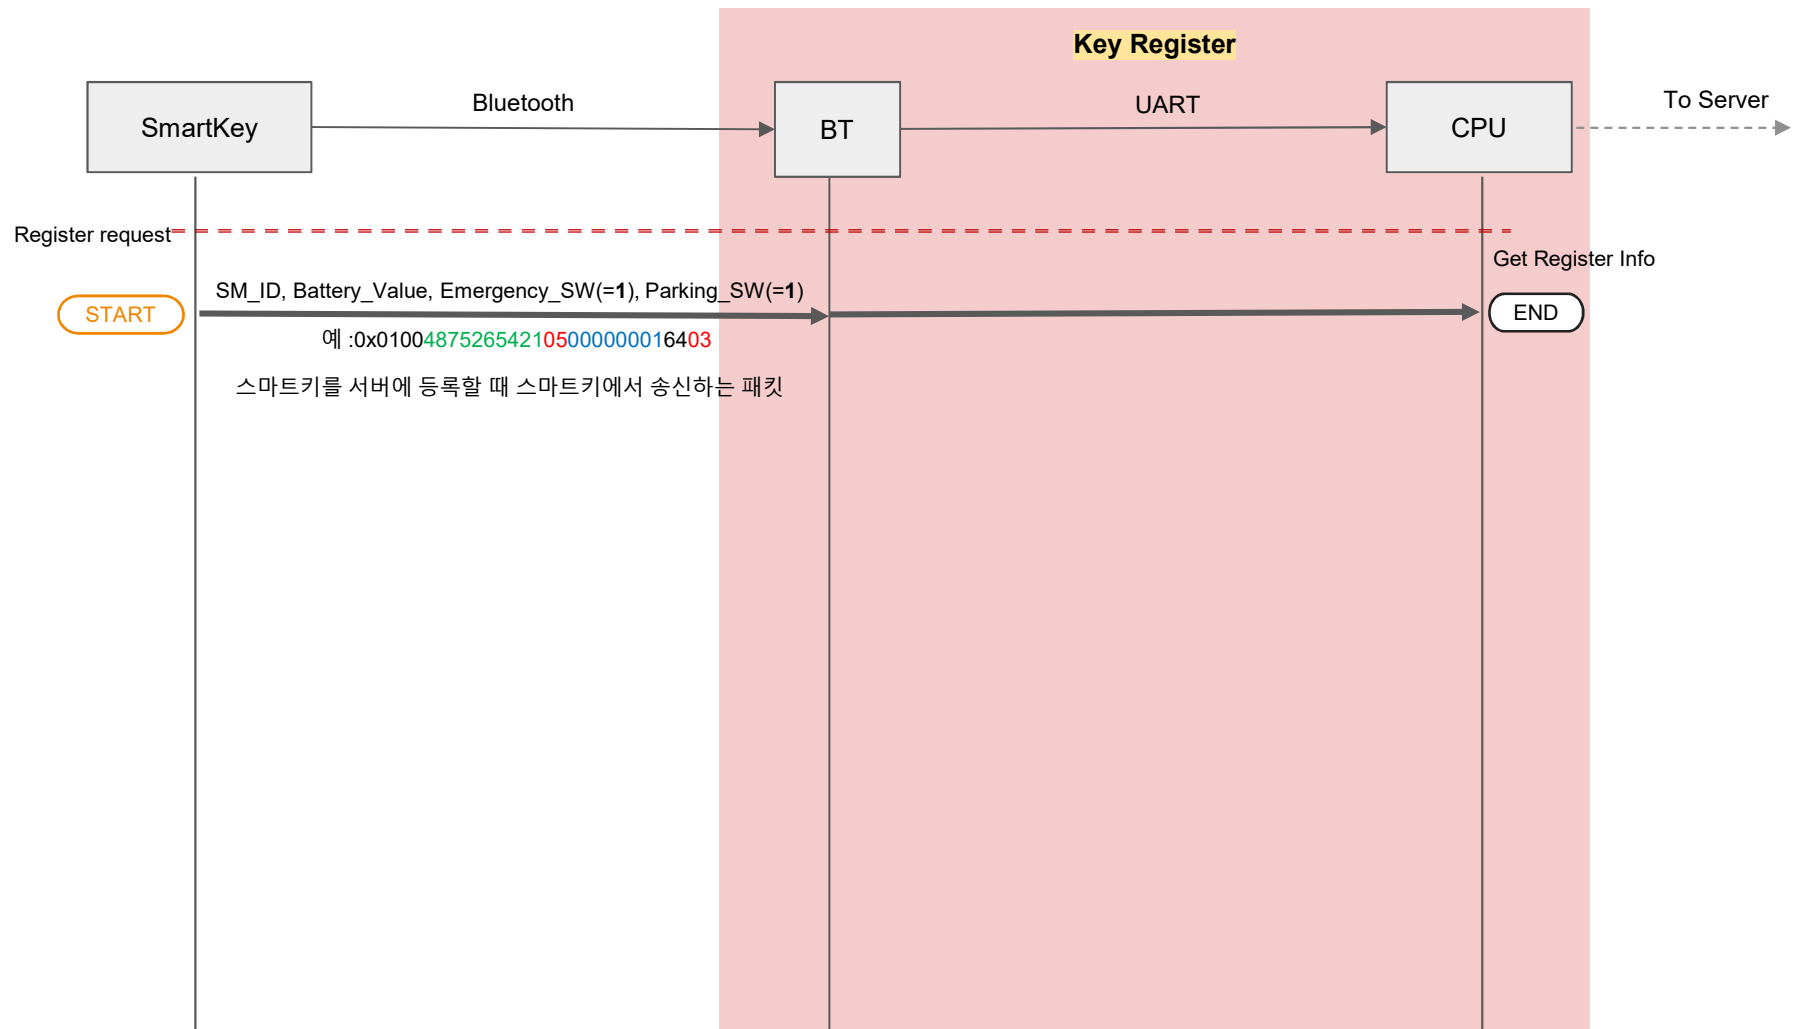 Key Register
SmartKey
Bluetooth
BT
UART
CPU
To Server
Register request
Get Register Info
START
SM_ID, Battery_Value, Emergency_SW(=1), Parking_SW(=1)
END
예 :0x0100487526542105000000016403
스마트키를 서버에 등록할 때 스마트키에서 송신하는 패킷